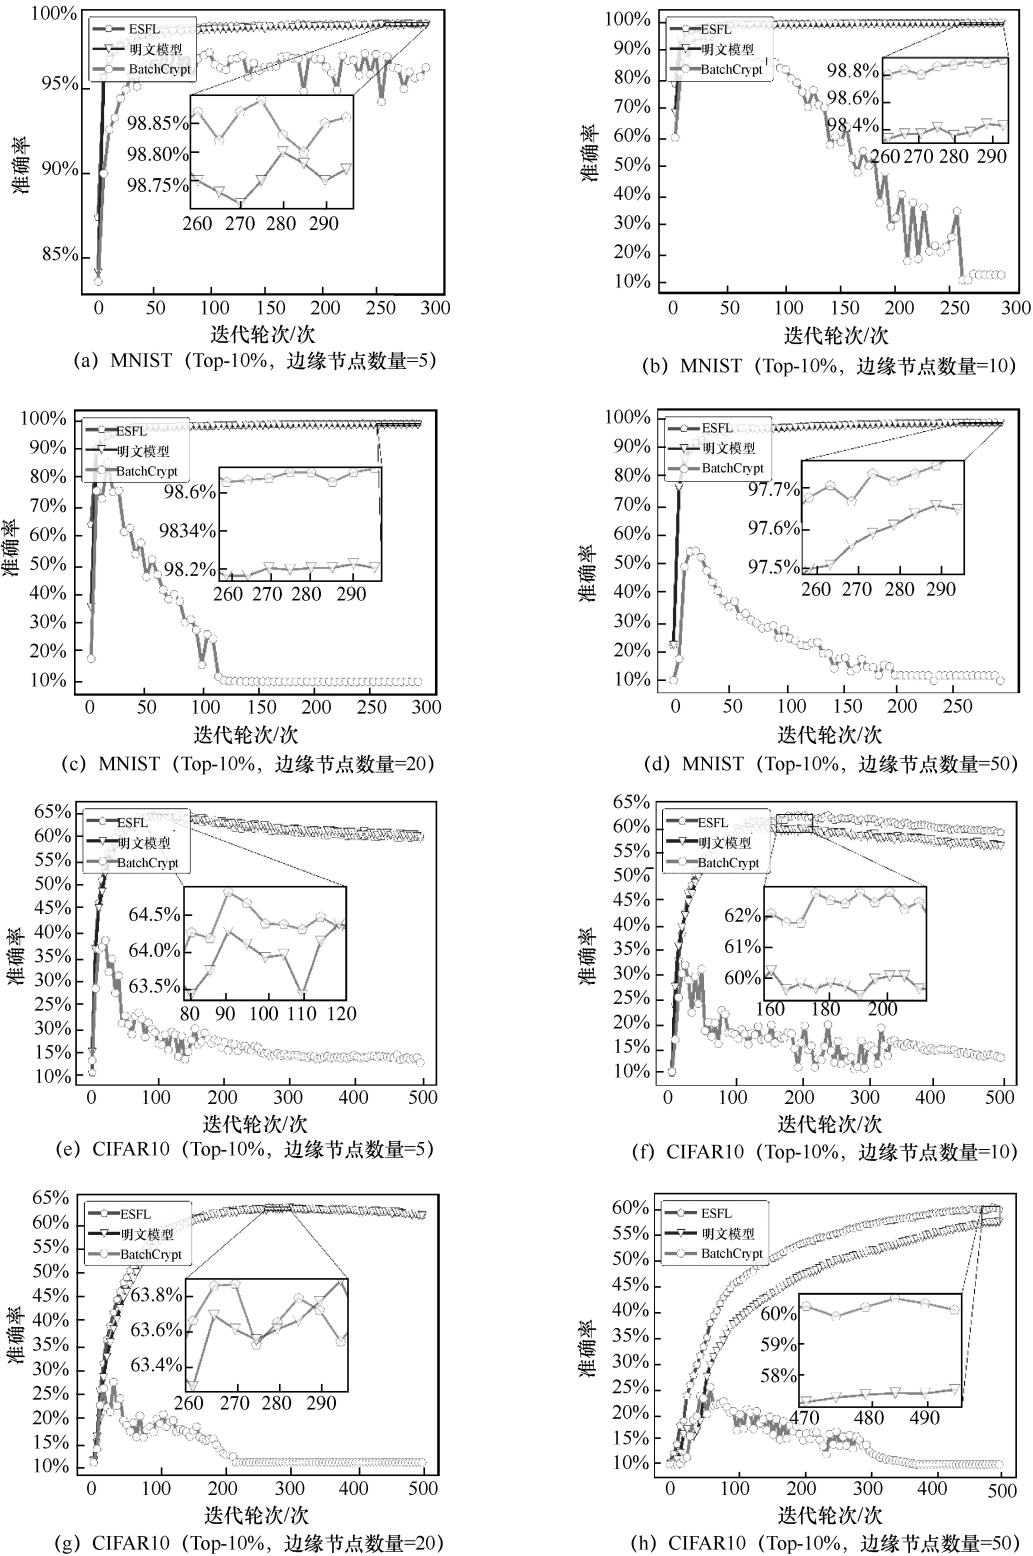 100%
95%
90%
85%
准确率
ESFL
明文模型
BatchCrypt
98.85%
98.80%
98.75%
260 270 280 290
0 50 100 150 200 250 300
迭代轮次/次
(a) MNIST（Top-10%，边缘节点数量=5）
100%
90%
80%
70%
60%
50%
40%
30%
20%
10%
准确率
ESFL
明文模型
BatchCrypt
98.8%
98.6%
98.4%
260 270 280 290
0 50 100 150 200 250 300
迭代轮次/次
(b) MNIST（Top-10%，边缘节点数量=10）
100%
90%
80%
70%
60%
50%
40%
30%
20%
10%
准确率
ESFL
明文模型
BatchCrypt
98.6%
9834%
98.2%
260 270 280 290
0 50 100 150 200 250 300
迭代轮次/次
(c) MNIST（Top-10%，边缘节点数量=20）
100%
90%
80%
70%
60%
50%
40%
30%
20%
10%
准确率
ESFL
明文模型
BatchCrypt
97.7%
97.6%
97.5%
260 270 280 290
0 50 100 150 200 250
迭代轮次/次
(d) MNIST（Top-10%，边缘节点数量=50）
65%
60%
55%
50%
45%
40%
35%
30%
25%
30%
15%
10%
准确率
ESFL
明文模型
BatchCrypt
64.5%
64.0%
63.5%
80 90 100 110 120
0 100 200 300 400 500
迭代轮次/次
(e) CIFAR10（Top-10%，边缘节点数量=5）
65%
60%
55%
50%
45%
40%
35%
30%
25%
20%
15%
10%
准确率
ESFL
明文模型
BatchCrypt
62%
61%
60%
160 180 200
0 100 200 300 400 500
迭代轮次/次
(f) CIFAR10（Top-10%，边缘节点数量=10）
65%
60%
55%
50%
45%
40%
35%
30%
25%
20%
15%
10%
准确率
ESFL
明文模型
BatchCrypt
63.8%
63.6%
63.4%
260 270 280 290
0 100 200 300 400 500
迭代轮次/次
(g) CIFAR10（Top-10%，边缘节点数量=20）
60%
55%
50%
45%
40%
35%
30%
25%
20%
15%
10%
准确率
ESFL
明文模型
BatchCrypt
60%
59%
58%
470 480 490
0 100 200 300 400 500
迭代轮次/次
(h) CIFAR10（Top-10%，边缘节点数量=50）